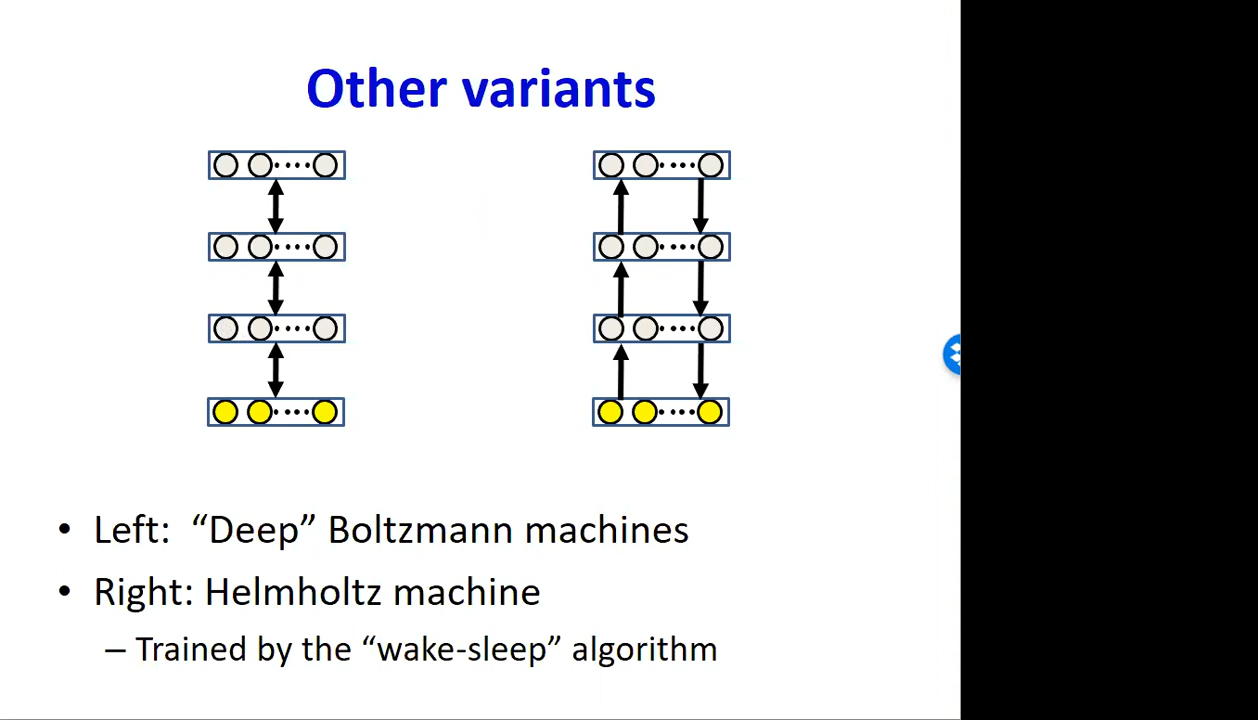 Other variants
• Left: “Deep” Boltzmann machines
• Right: Helmholtz machine
– Trained by the “wake-sleep” algorithm